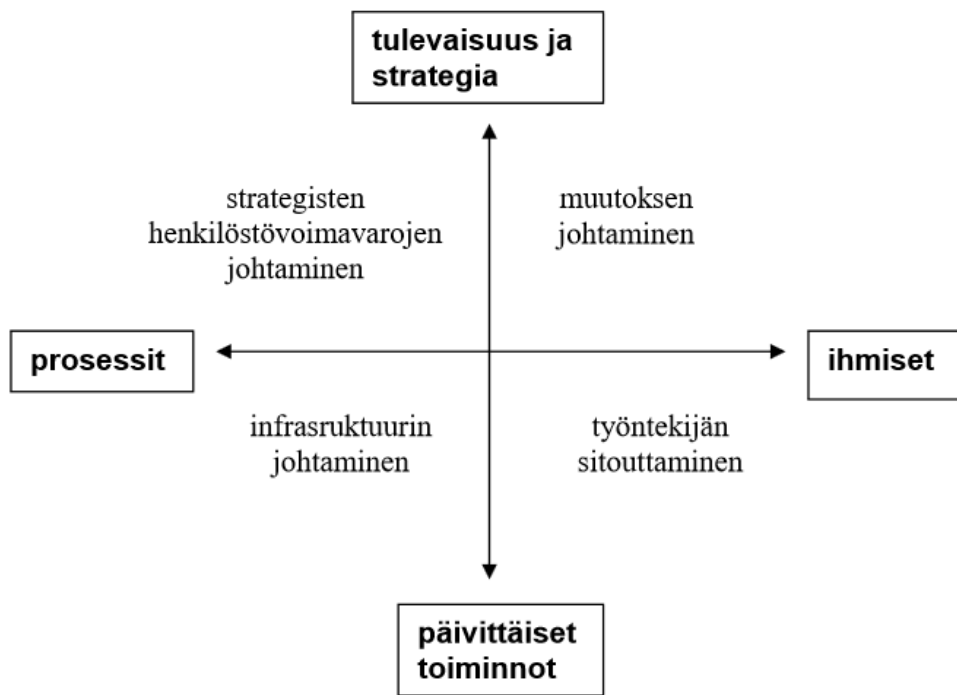 tulevaisuus ja
strategia
strategisten
henkilöstövoimavarojen
johtaminen
muutoksen
johtaminen
prosessit
ihmiset
infrasruktuurin
johtaminen
työntekijän
sitouttaminen
päivittäiset
toiminnot